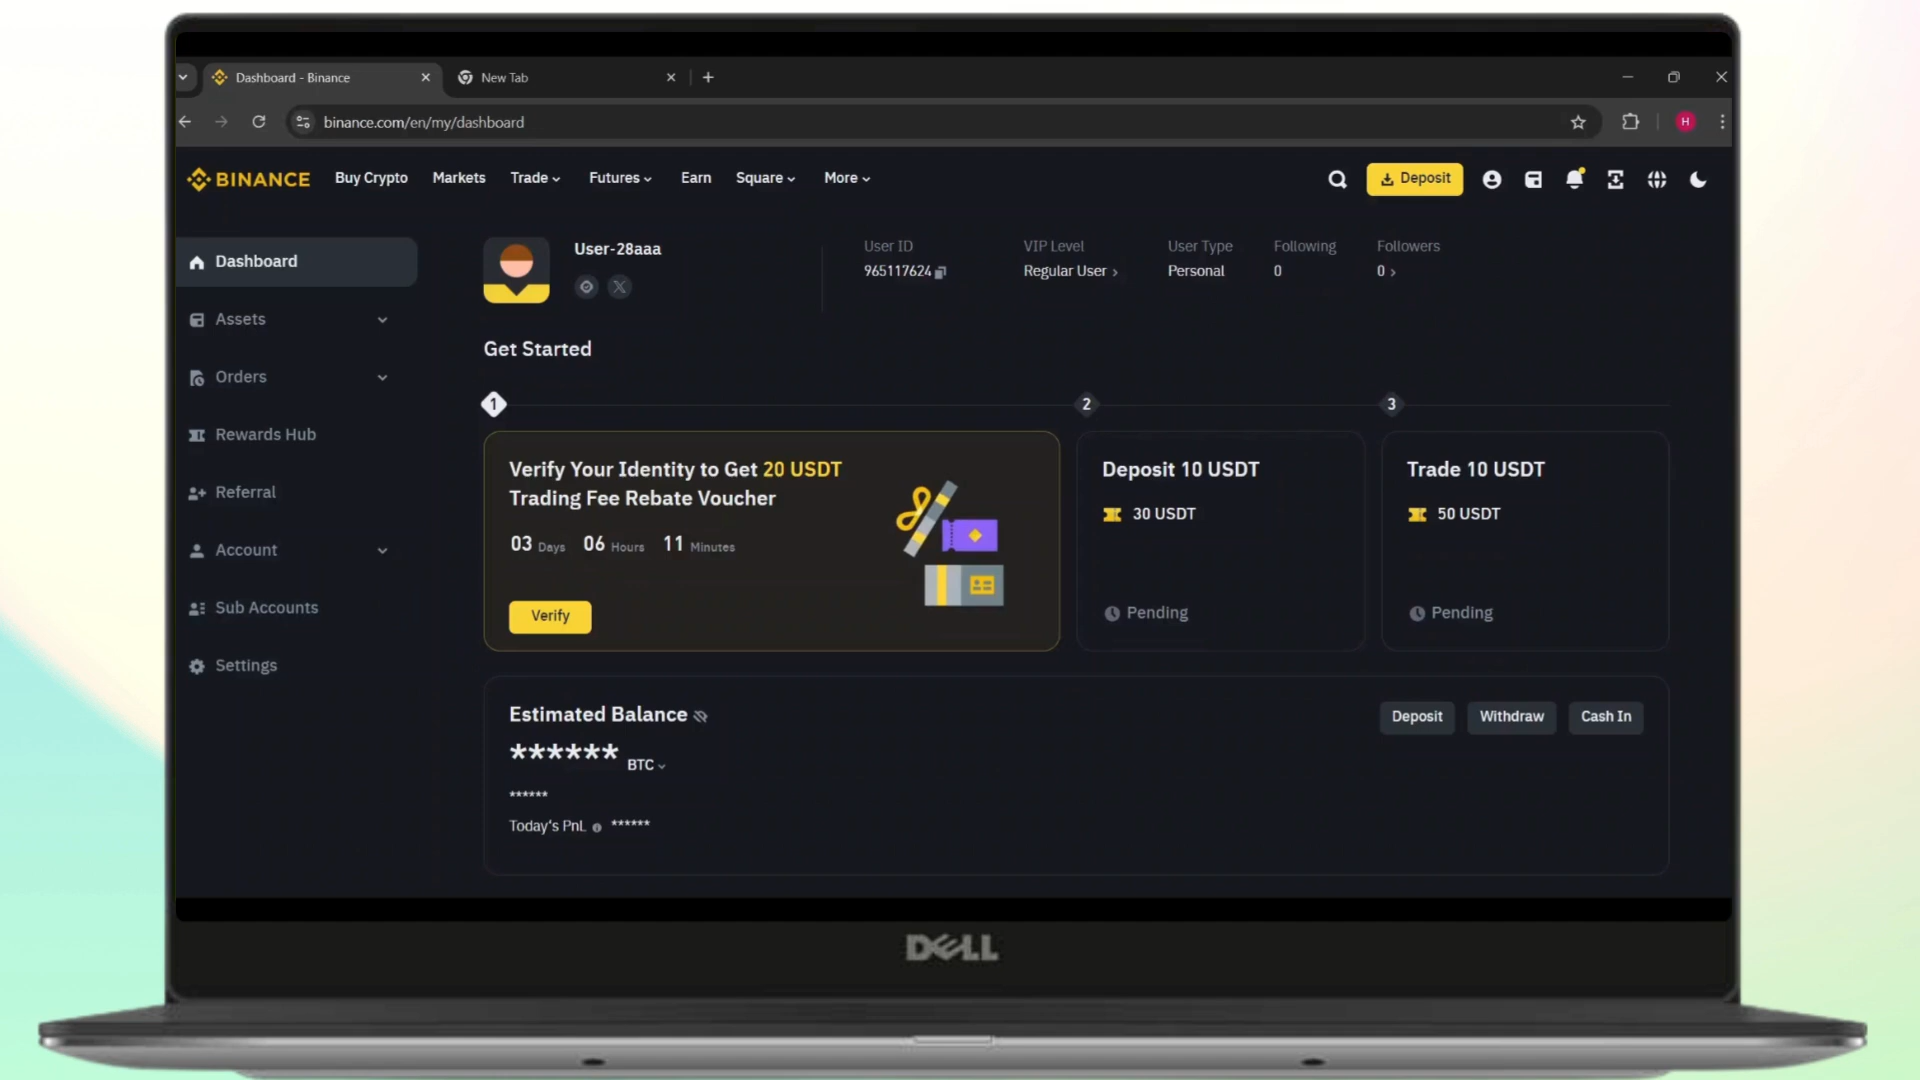 Dashboard - Binance
New Tab
binance.com/en/my/dashboard
H
BINANCE
Buy Crypto
Markets
Trade
Futures
Earn
Square
More
Deposit
Dashboard
Assets
Orders
Rewards Hub
Referral
Account
Sub Accounts
Settings
User-28aaa
User ID
965117624
VIP Level
Regular User
User Type
Personal
Following
0
Followers
0
Get Started
1
2
3
Verify Your Identity to Get 20 USDT
Trading Fee Rebate Voucher
03 Days 06 Hours 11 Minutes
Verify
Deposit 10 USDT
30 USDT
Pending
Trade 10 USDT
50 USDT
Pending
Estimated Balance
****** BTC
******
Today's PnL ******
Deposit
Withdraw
Cash In
DELL